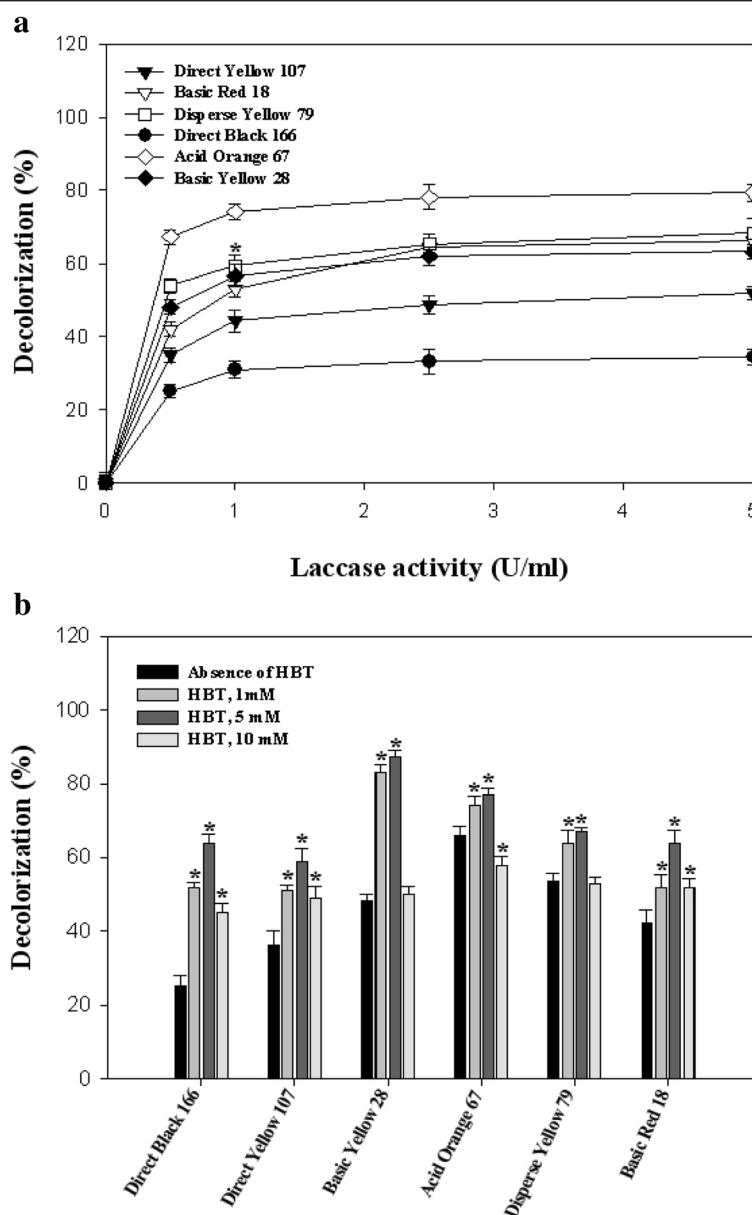 a
120
100
80
60
40
20
0
Decolorization (%)
Direct Yellow 107
Basic Red 18
Disperse Yellow 79
Direct Black 166
Acid Orange 67
Basic Yellow 28
*
0 1 2 3 4 5
Laccase activity (U/ml)
b
120
100
80
60
40
20
0
Decolorization (%)
Absence of HBT
HBT, 1mM
HBT, 5 mM
HBT, 10 mM
* * *
* * *
* *
* * *
* *
* * *
Direct Black 166
Direct Yellow 107
Basic Yellow 28
Acid Orange 67
Disperse Yellow 79
Basic Red 18